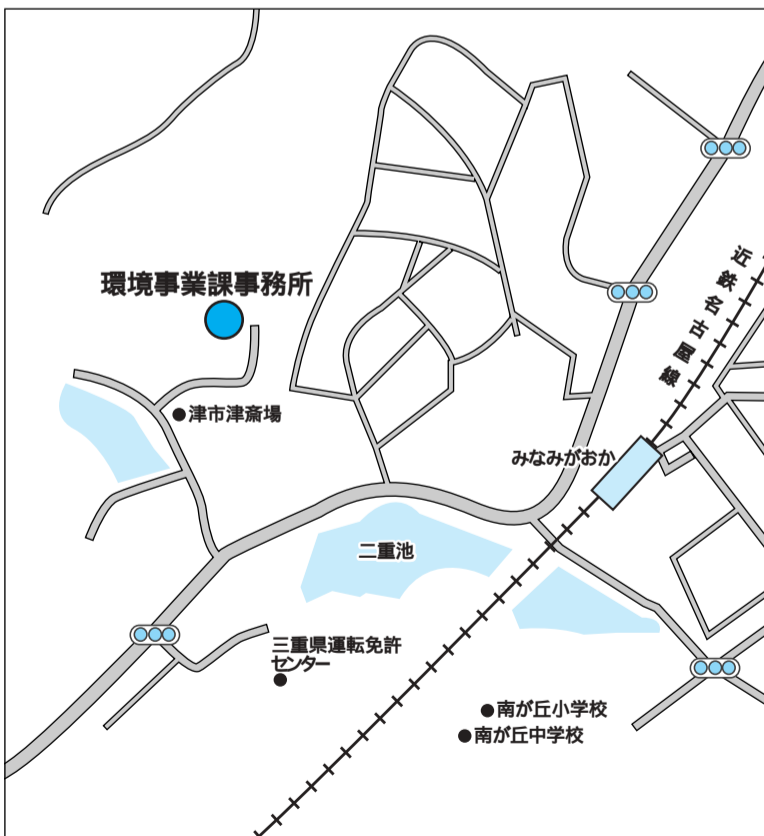 環境事業課事務所
近鉄名古屋線
津市津斎場
みなみがおか
二重池
三重県運転免許
センター
南が丘小学校
南が丘中学校